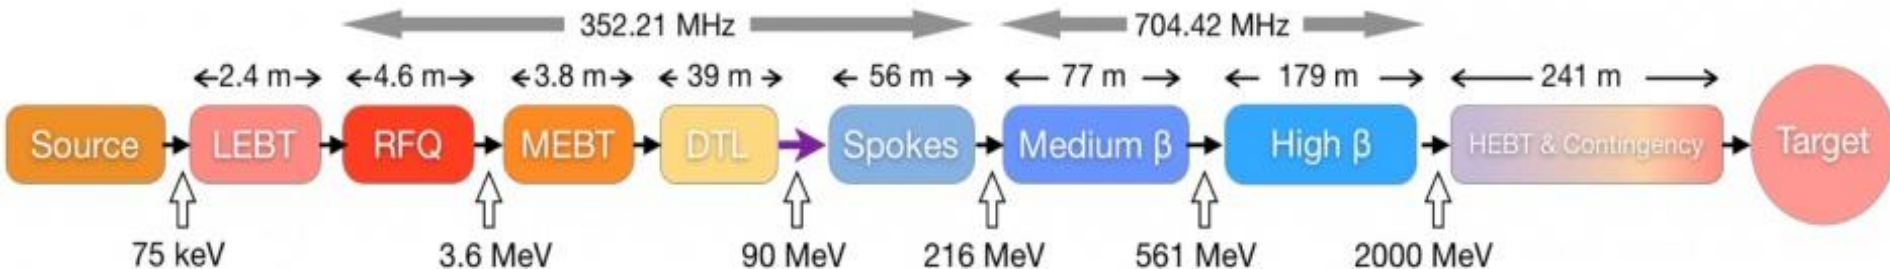 352.21 MHz 704.42 MHz
2.4 m 4.6 m 3.8 m 39 m 56 m 77 m 179 m 241 m
Source LEBT RFQ MEBT DTL Spokes Medium β High β HEBT & Contingency Target
75 keV 3.6 MeV 90 MeV 216 MeV 561 MeV 2000 MeV